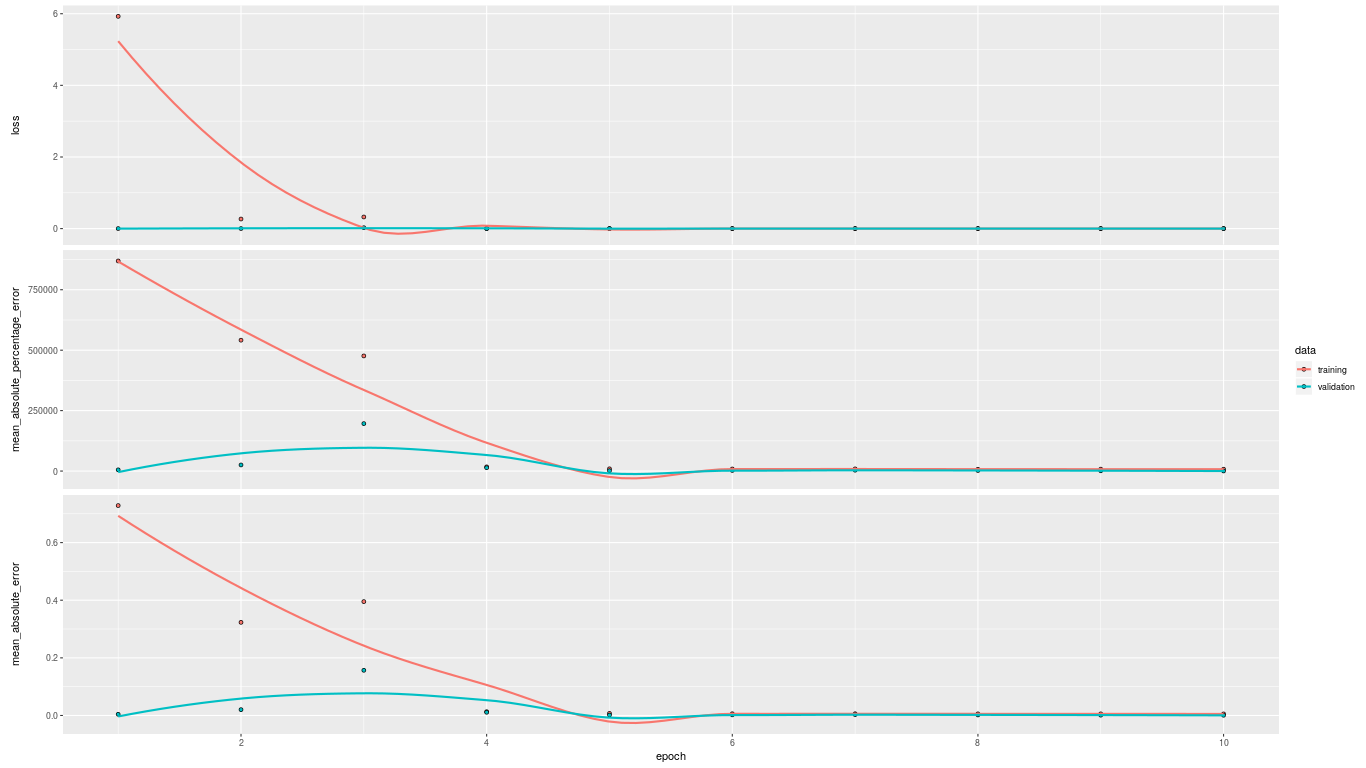 6
4
2
0
loss
750000
500000
250000
0
mean_absolute_percentage_error
0.6
0.4
0.2
0.0
mean_absolute_error
2
4
6
8
10
epoch
data
training
validation